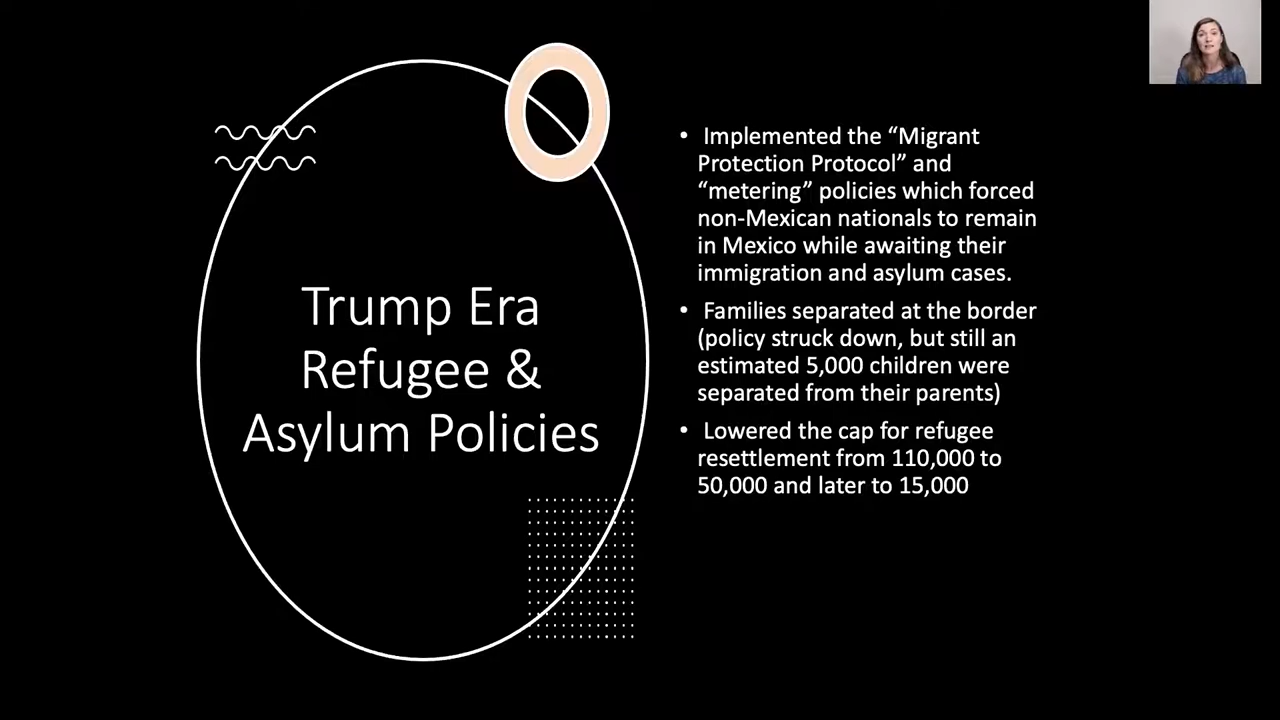 Trump Era
Refugee &
Asylum Policies
• Implemented the “Migrant
Protection Protocol” and
“metering” policies which forced
non-Mexican nationals to remain
in Mexico while awaiting their
immigration and asylum cases.
• Families separated at the border
(policy struck down, but still an
estimated 5,000 children were
separated from their parents)
• Lowered the cap for refugee
resettlement from 110,000 to
50,000 and later to 15,000